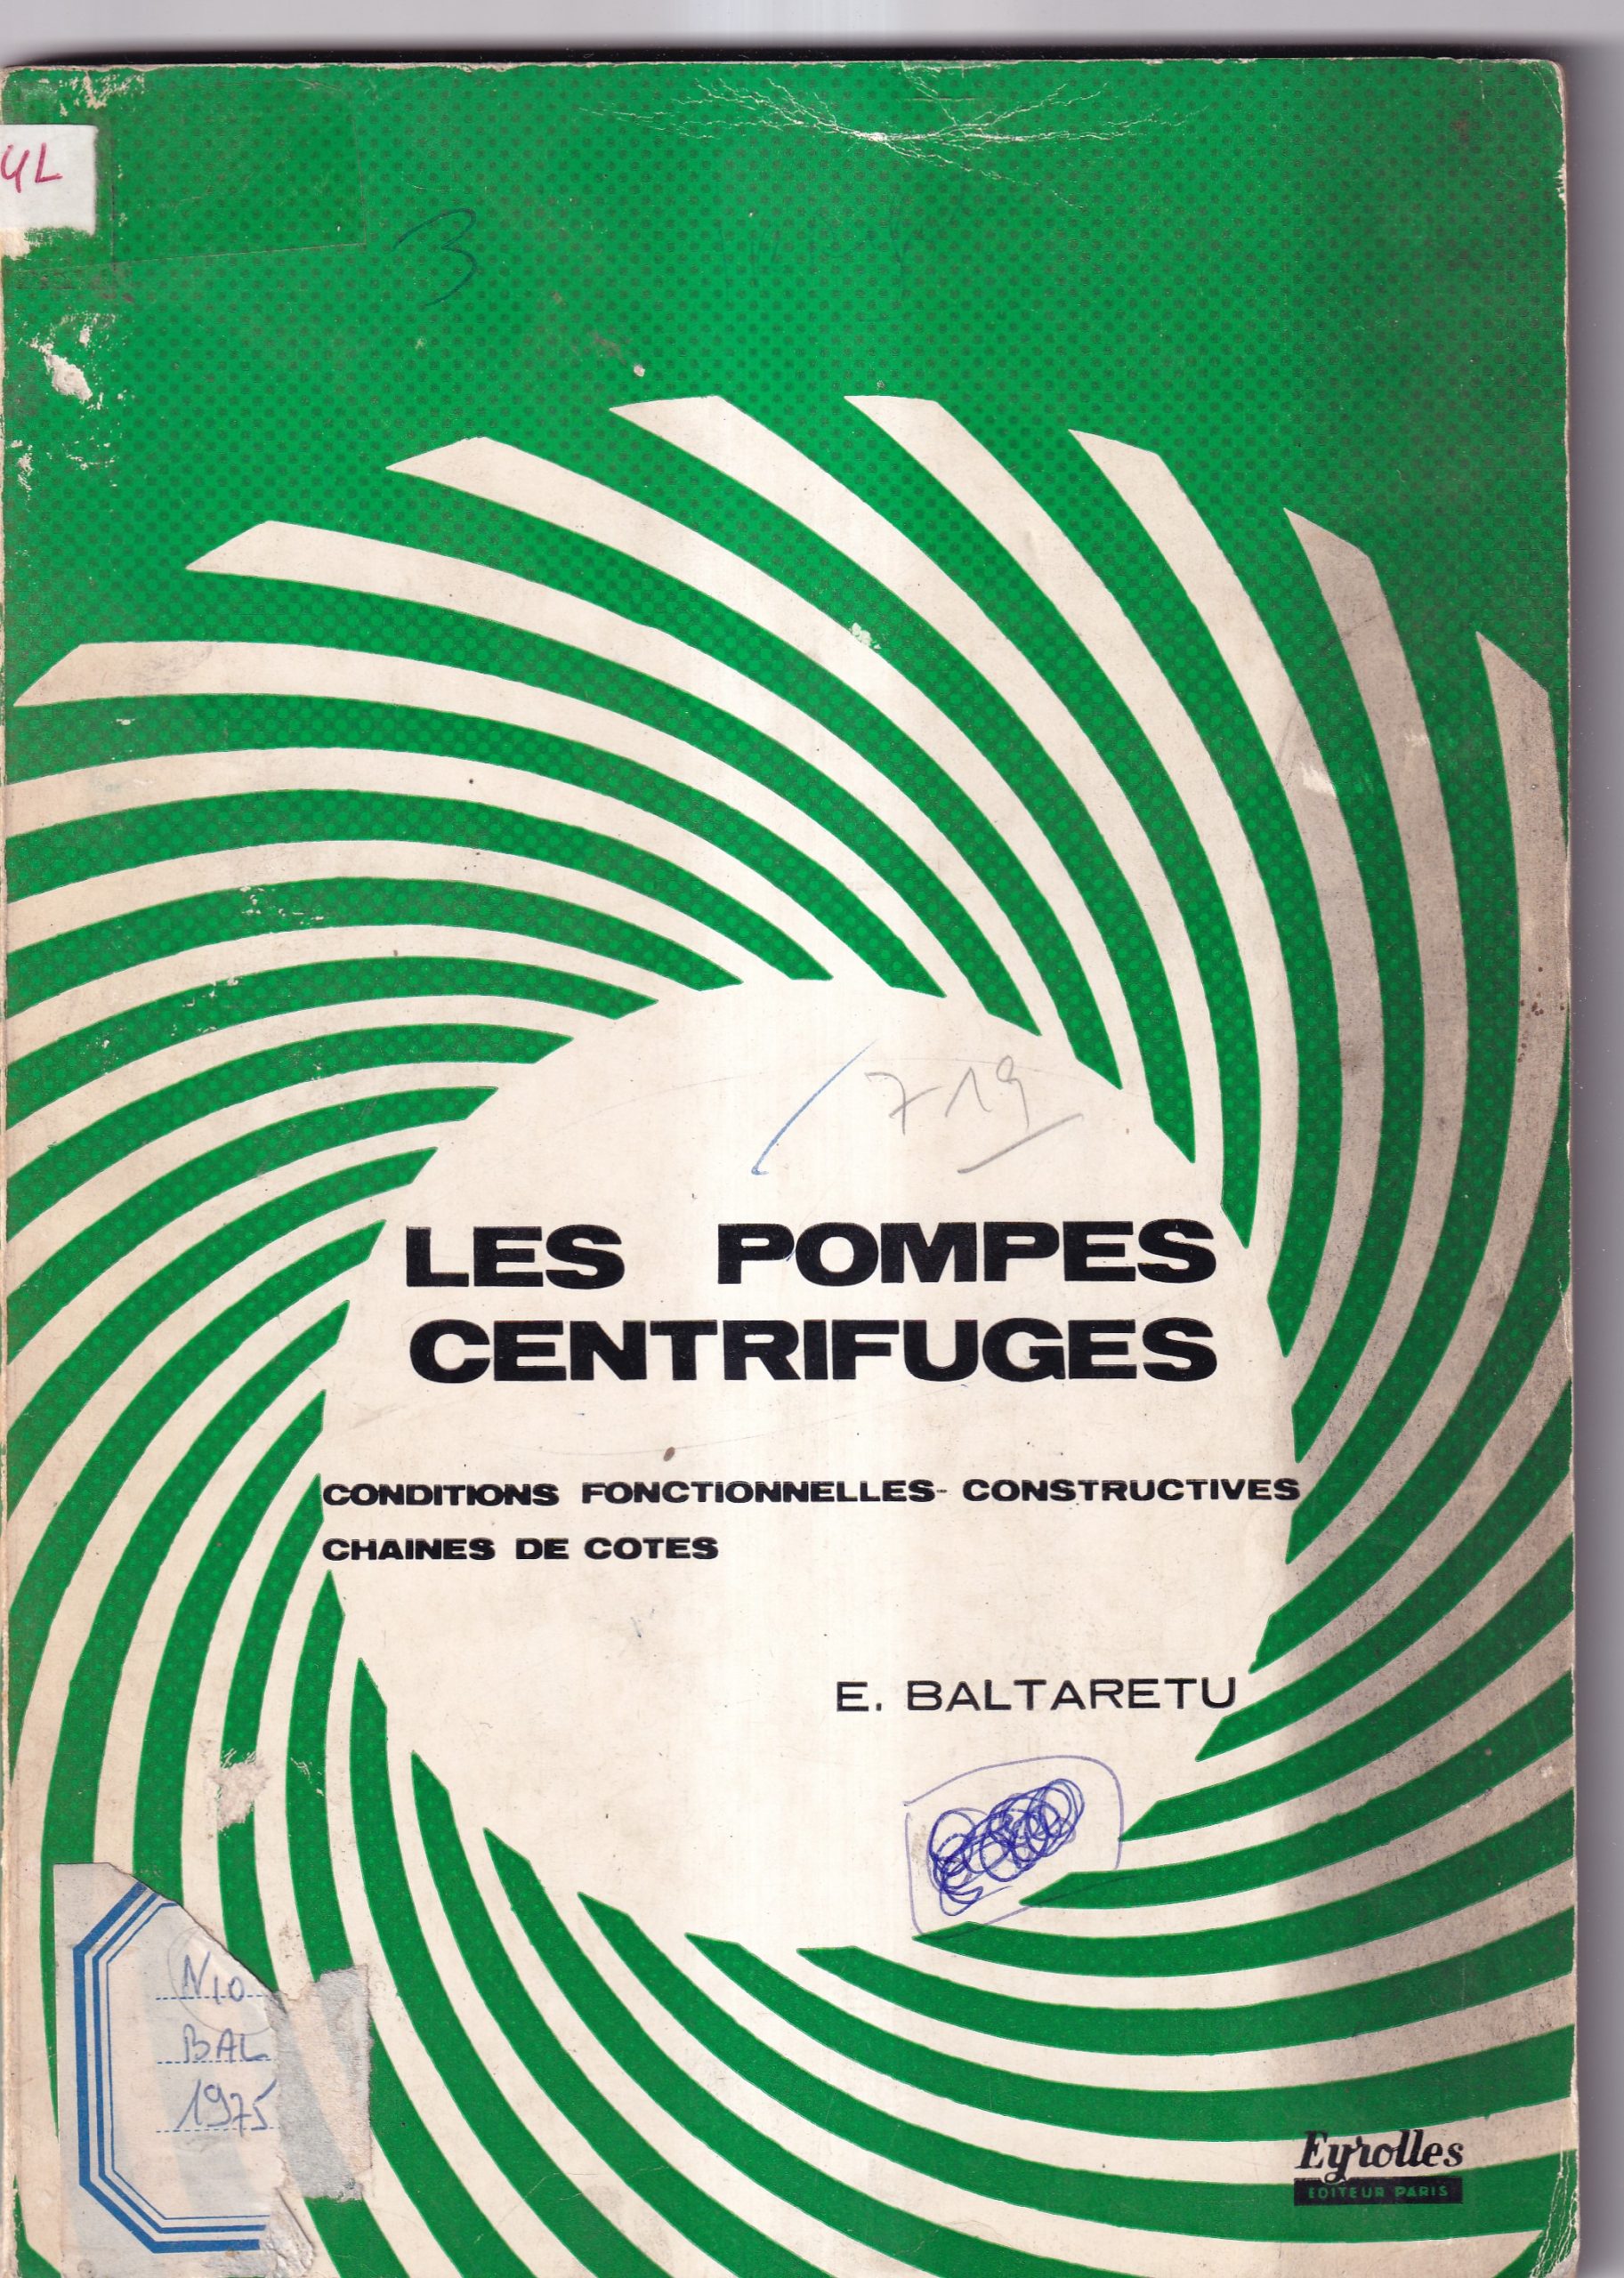 4L
3
719
LES POMPES
CENTRIFUGES
CONDITIONS FONCTIONNELLES- CONSTRUCTIVES
CHAINES DE COTES
E. BALTARETU
N10
BAL
1975
Eyrolles
EDITEUR PARIS